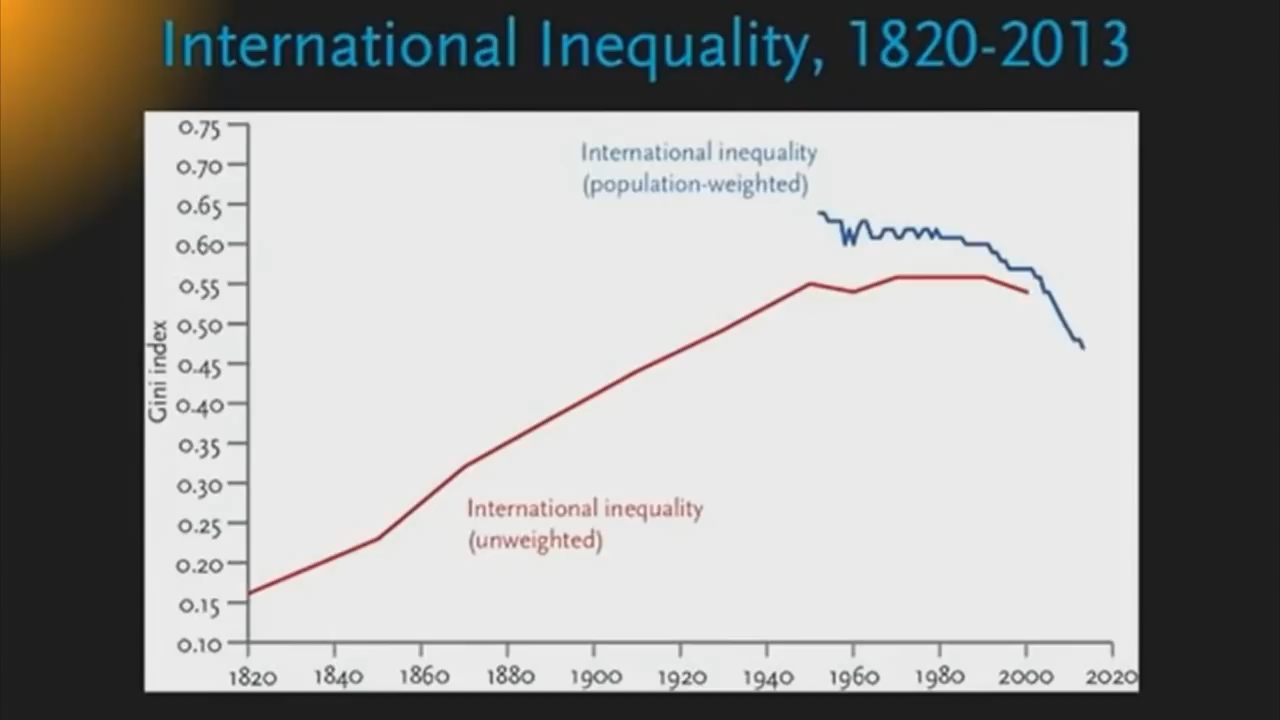 International Inequality, 1820-2013
0.75
0.70
0.65
0.60
0.55
0.50
0.45
0.40
0.35
0.30
0.25
0.20
0.15
0.10
Gini index
International inequality
(population-weighted)
International inequality
(unweighted)
1820 1840 1860 1880 1900 1920 1940 1960 1980 2000 2020